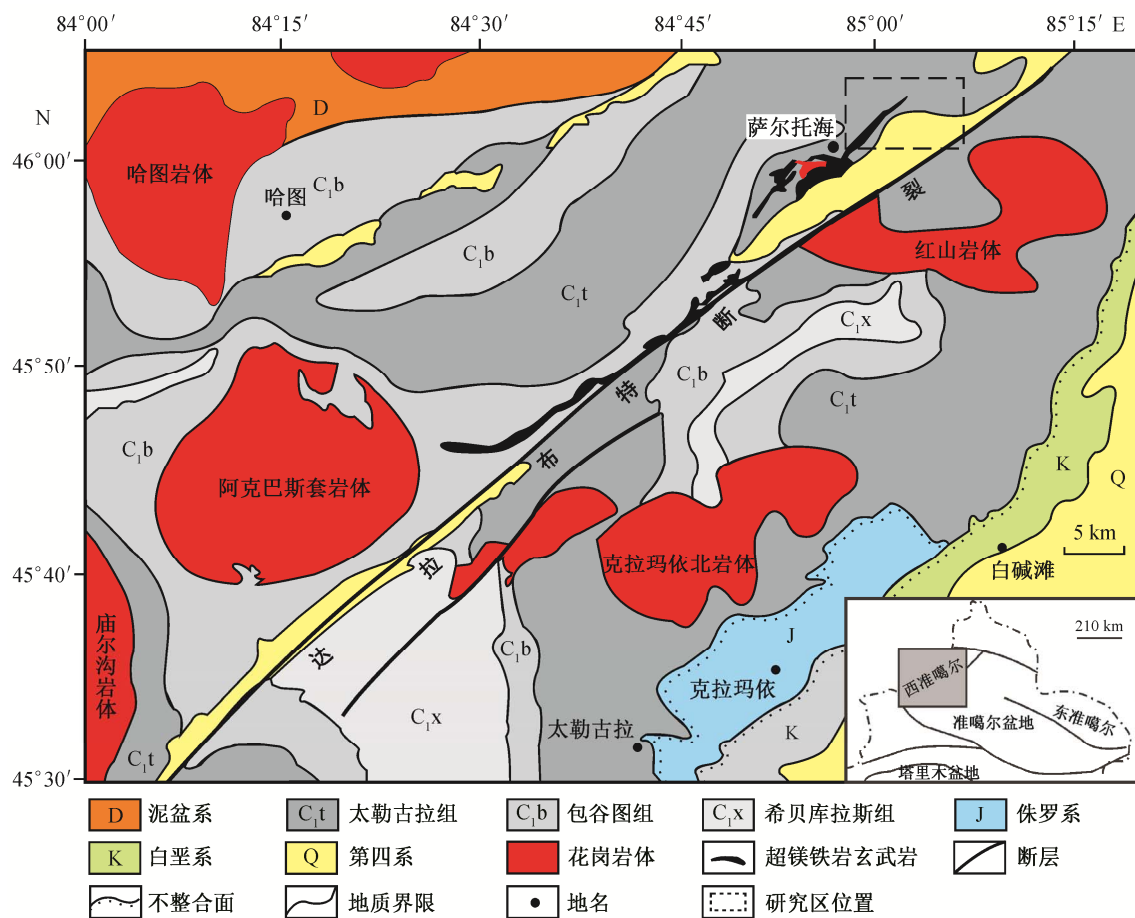 84°00′
84°15′
84°30′
84°45′
85°00′
85°15′ E
N
46°00′
45°50′
45°40′
45°30′
D
哈图岩体
哈图
C₁b
C₁b
C₁t
萨尔托海
红山岩体
C₁x
C₁b
C₁t
C₁b
阿克巴斯套岩体
达拉布特断裂
克拉玛依北岩体
K
Q
5 km
白碱滩
庙尔沟岩体
C₁t
C₁x
C₁b
太勒古拉
J
克拉玛依
K
210 km
西准噶尔
准噶尔盆地
东准噶尔
塔里木盆地
D 泥盆系
C₁t 太勒古拉组
C₁b 包谷图组
C₁x 希贝库拉斯组
J 侏罗系
K 白垩系
Q 第四系
花岗岩体
超镁铁岩玄武岩
断层
不整合面
地质界限
地名
研究区位置